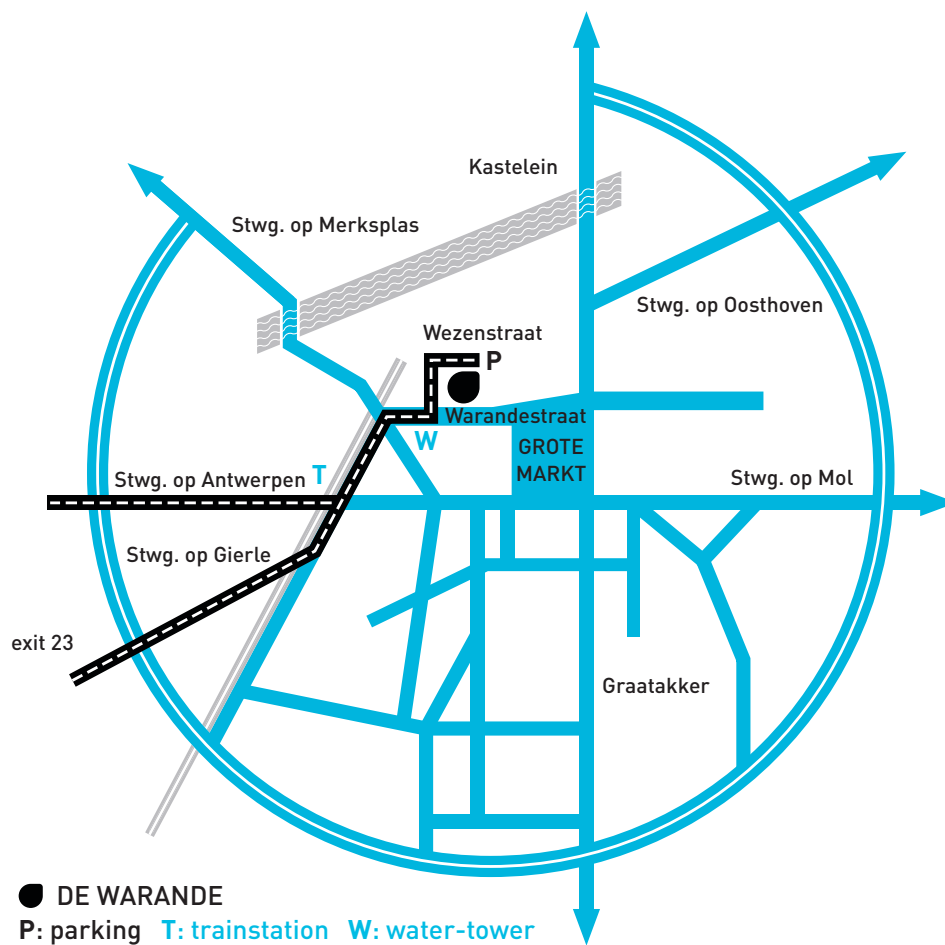 Kastelein
Stwg. op Merksplas
Stwg. op Oosthoven
Wezenstraat
P
Warandestraat
W
GROTE
MARKT
T
Stwg. op Antwerpen
Stwg. op Mol
Stwg. op Gierle
exit 23
Graatakker
DE WARANDE
P: parking T: trainstation W: water-tower